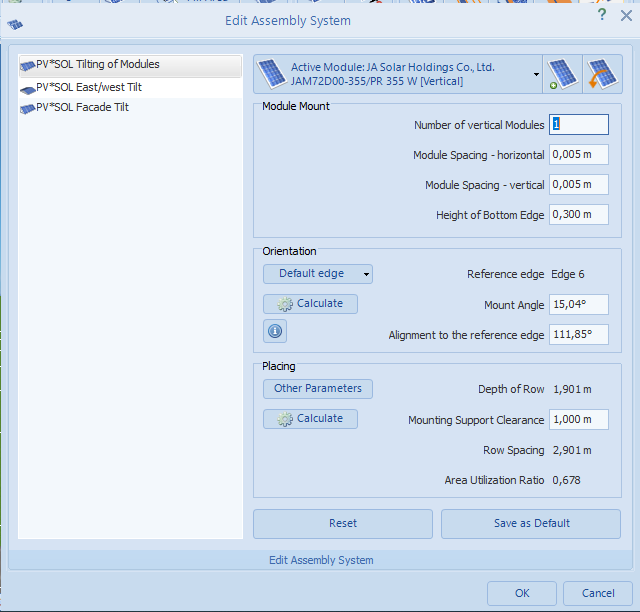 Edit Assembly System
?
PV*SOL Tilting of Modules
PV*SOL East/west Tilt
PV*SOL Facade Tilt
Active Module: JA Solar Holdings Co., Ltd.
JAM72D00-355/PR 355 W [Vertical]
Module Mount
Number of vertical Modules 1
Module Spacing - horizontal 0,005 m
Module Spacing - vertical 0,005 m
Height of Bottom Edge 0,300 m
Orientation
Default edge Reference edge Edge 6
Calculate Mount Angle 15,04°
Alignment to the reference edge 111,85°
Placing
Other Parameters Depth of Row 1,901 m
Calculate Mounting Support Clearance 1,000 m
Row Spacing 2,901 m
Area Utilization Ratio 0,678
Reset Save as Default
Edit Assembly System
OK Cancel